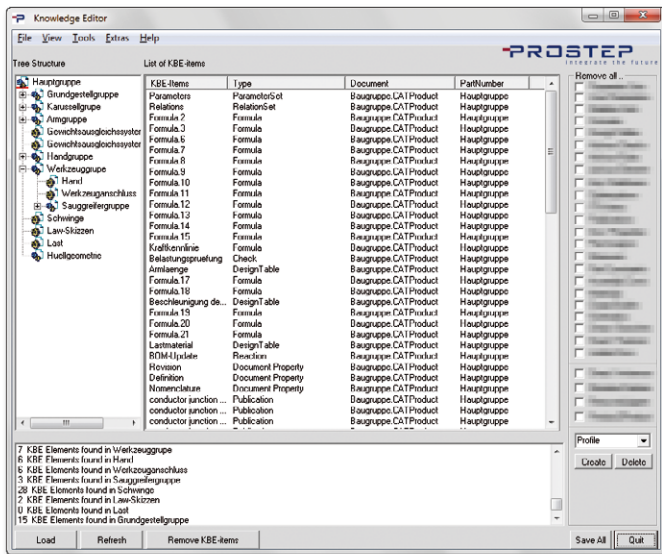 Knowledge Editor
File View Tools Extras Help
PROSTEP
integrate the future
Tree Structure
List of KBE-items
Remove all ..
Hauptgruppe
Grundgestellgruppe
Karussellgrupe
Armgruppe
Gewichtsausgleichssyster
Gewichtsausgleichssyster
Handgruppe
Werkzeuggrupe
Hand
Werkzeuganschluss
Sauggreifergruppe
Schwinge
Law-Skizzen
Last
Huellgeometrie
KBE-Items Type Document PartNumber
Parameters ParameterSet Baugruppe.CATProduct Hauptgruppe
Relations RelationSet Baugruppe.CATProduct Hauptgruppe
Formula.2 Formula Baugruppe.CATProduct Hauptgruppe
Formula.3 Formula Baugruppe.CATProduct Hauptgruppe
Formula.6 Formula Baugruppe.CATProduct Hauptgruppe
Formula.7 Formula Baugruppe.CATProduct Hauptgruppe
Formula.8 Formula Baugruppe.CATProduct Hauptgruppe
Formula.9 Formula Baugruppe.CATProduct Hauptgruppe
Formula.10 Formula Baugruppe.CATProduct Hauptgruppe
Formula.11 Formula Baugruppe.CATProduct Hauptgruppe
Formula.12 Formula Baugruppe.CATProduct Hauptgruppe
Formula.13 Formula Baugruppe.CATProduct Hauptgruppe
Formula.14 Formula Baugruppe.CATProduct Hauptgruppe
Formula.15 Formula Baugruppe.CATProduct Hauptgruppe
Kraftkennlinie Formula Baugruppe.CATProduct Hauptgruppe
Belastungspruefung Check Baugruppe.CATProduct Hauptgruppe
Armlaenge DesignTable Baugruppe.CATProduct Hauptgruppe
Formula.17 Formula Baugruppe.CATProduct Hauptgruppe
Formula.18 Formula Baugruppe.CATProduct Hauptgruppe
Beschleunigung de... DesignTable Baugruppe.CATProduct Hauptgruppe
Formula.19 Formula Baugruppe.CATProduct Hauptgruppe
Formula.20 Formula Baugruppe.CATProduct Hauptgruppe
Formula.21 Formula Baugruppe.CATProduct Hauptgruppe
Lastmaterial DesignTable Baugruppe.CATProduct Hauptgruppe
BOM-Update Reaction Baugruppe.CATProduct Hauptgruppe
Revision Document Property Baugruppe.CATProduct Hauptgruppe
Definition Document Property Baugruppe.CATProduct Hauptgruppe
Nomenclature Document Property Baugruppe.CATProduct Hauptgruppe
conductor junction ... Publication Baugruppe.CATProduct Hauptgruppe
conductor junction ... Publication Baugruppe.CATProduct Hauptgruppe
conductor junction ... Publication Baugruppe.CATProduct Hauptgruppe
Profile
Create Delete
7 KBE Elements found in Werkzeuggrupe
6 KBE Elements found in Hand
6 KBE Elements found in Werkzeuganschluss
3 KBE Elements found in Sauggreifergruppe
28 KBE Elements found in Schwinge
2 KBE Elements found in Law-Skizzen
0 KBE Elements found in Last
15 KBE Elements found in Grundgestellgruppe
Load Refresh Remove KBE-items Save All Quit